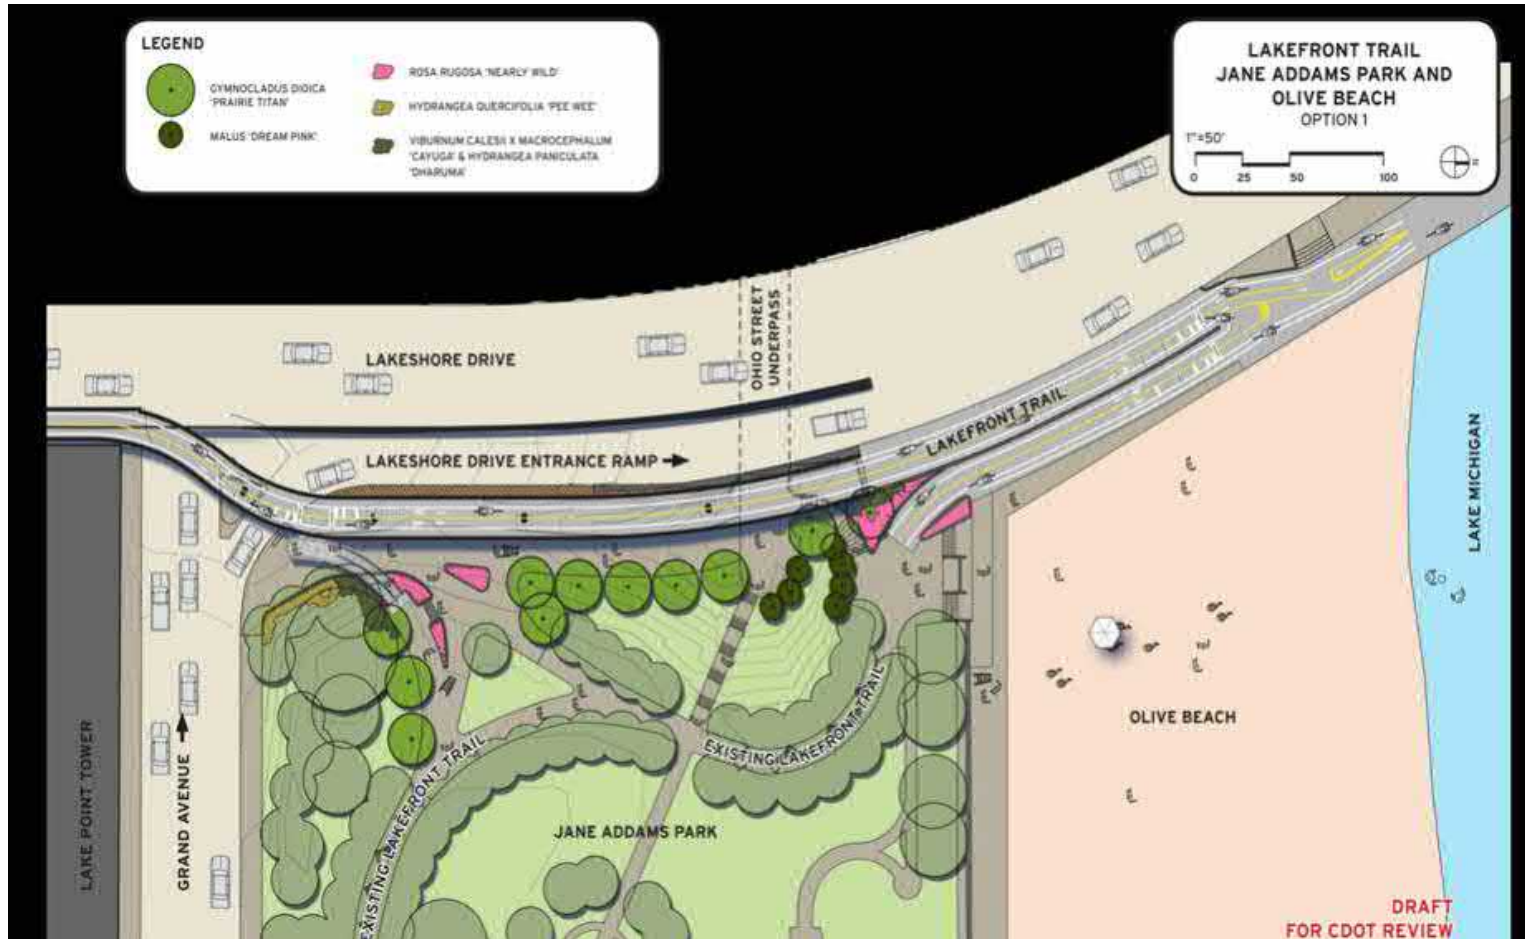 LEGEND
GYMNOCLADUS DIOICA
'PRAIRIE TITAN'
MALUS 'DREAM PINK'
ROSA RUGOSA 'NEARLY WILD'
HYDRANGEA QUERCIFOLIA 'PEE WEE'
VIBURNUM CALESII X MACROCEPHALUM
'CAYUGA' & HYDRANGEA PANICULATA
'DHARUMA'
LAKEFRONT TRAIL
JANE ADDAMS PARK AND
OLIVE BEACH
OPTION 1
1"=50'
0 25 50 100
N
LAKESHORE DRIVE
OHIO STREET
UNDERPASS
LAKEFRONT TRAIL
LAKESHORE DRIVE ENTRANCE RAMP
LAKE MICHIGAN
OLIVE BEACH
LAKE POINT TOWER
GRAND AVENUE
EXISTING LAKEFRONT TRAIL
EXISTING LAKEFRONT TRAIL
JANE ADDAMS PARK
DRAFT
FOR CDOT REVIEW